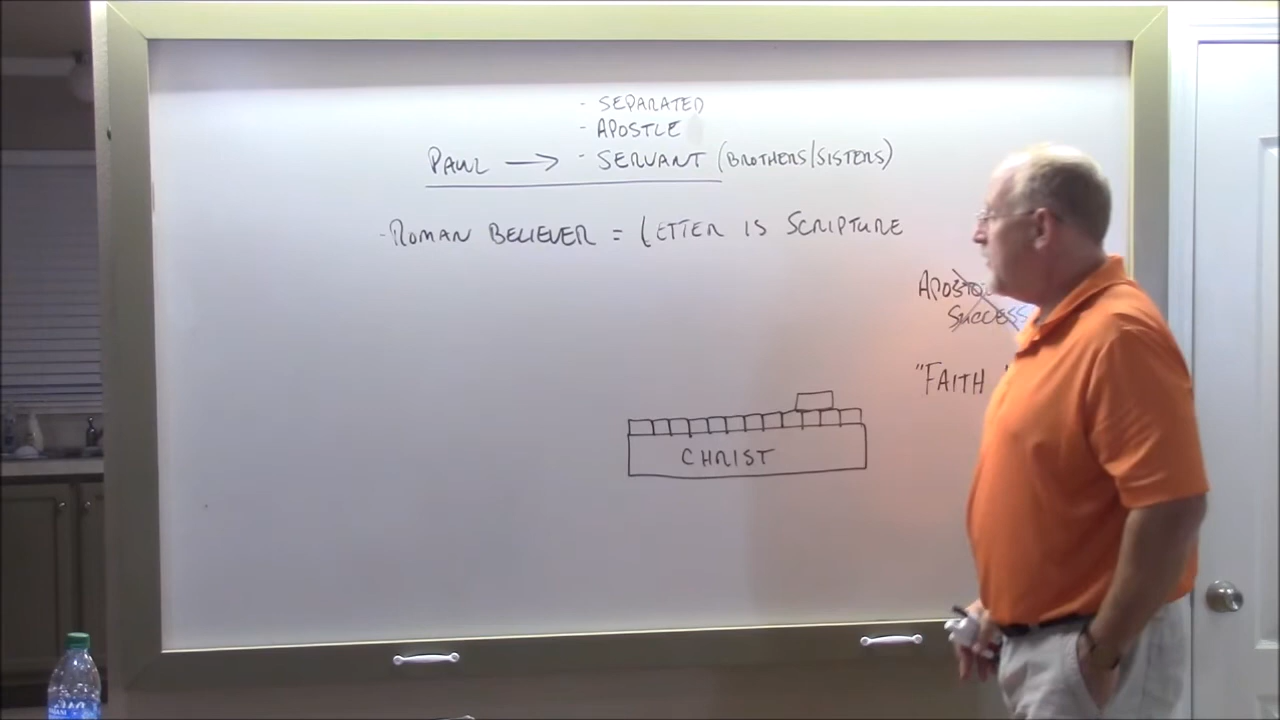 - SEPARATED
- APOSTLE
PAUL → - SERVANT (BROTHERS/SISTERS)
- ROMAN BELIEVER = LETTER IS SCRIPTURE
"FAITH
CHRIST